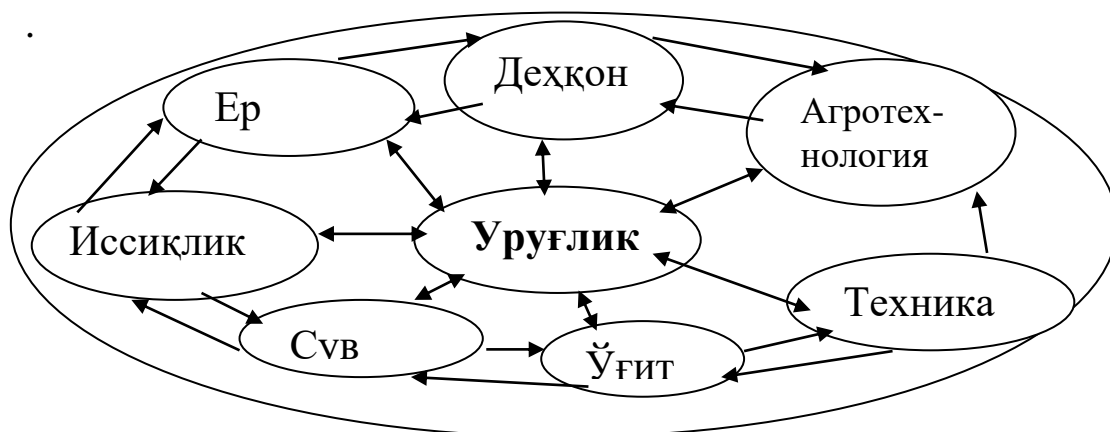 .
Деҳқон
Ер
Агротех-
нология
Иссиқлик
Уруғлик
Техника
Сув
Ўғит